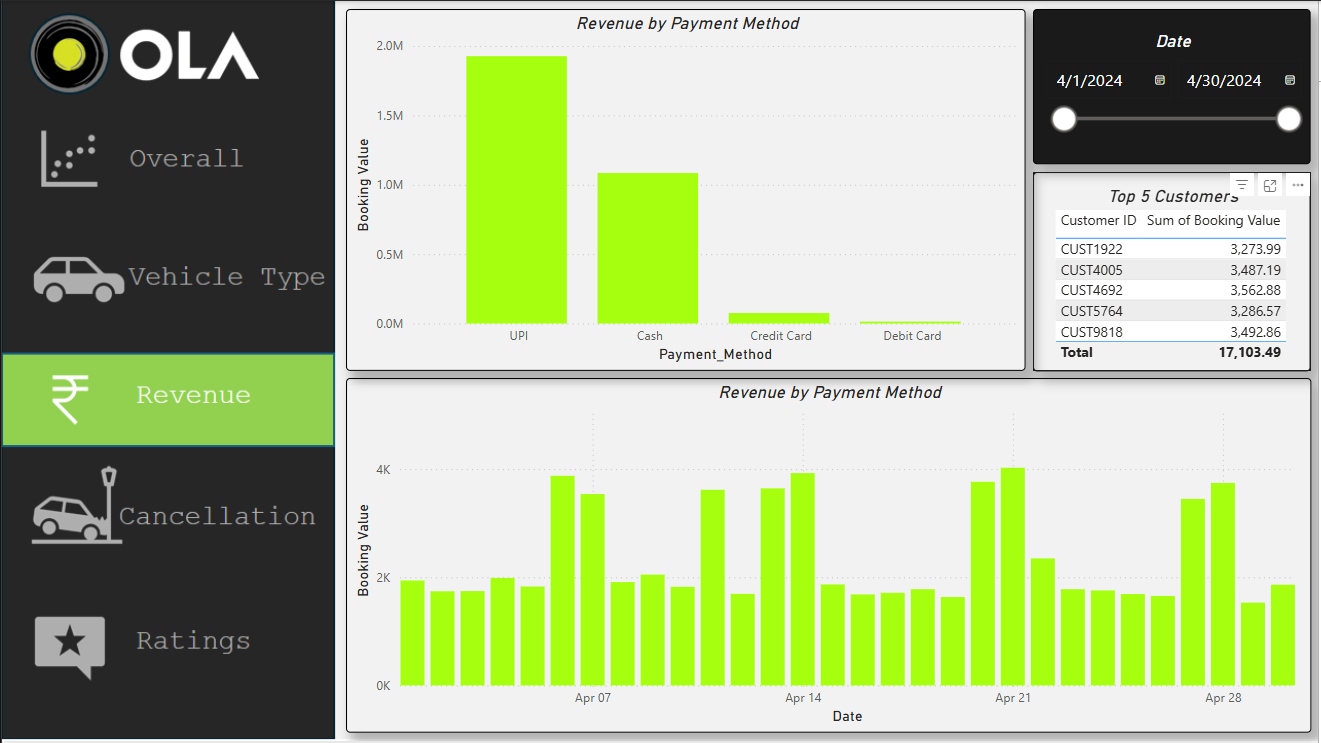 OLA
Overall
Vehicle Type
Revenue
Cancellation
Ratings
Revenue by Payment Method
Booking Value
2.0M
1.5M
1.0M
0.5M
0.0M
UPI Cash Credit Card Debit Card
Payment_Method
Date
4/1/2024 4/30/2024
Top 5 Customers
Customer ID Sum of Booking Value
CUST1922 3,273.99
CUST4005 3,487.19
CUST4692 3,562.88
CUST5764 3,286.57
CUST9818 3,492.86
Total 17,103.49
Revenue by Payment Method
Booking Value
4K
2K
0K
Apr 07 Apr 14 Apr 21 Apr 28
Date